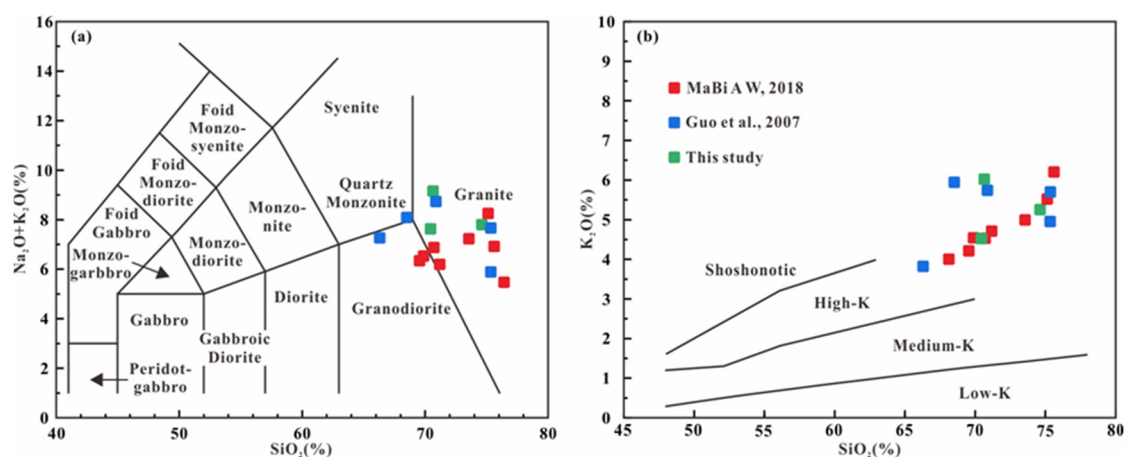 (a)
Na2O+K2O(%)
16
14
12
10
8
6
4
2
0
Foid
Monzo-
syenite
Syenite
Foid
Monzo-
diorite
Foid
Gabbro
Monzo-
nite
Quartz
Monzonite
Granite
Monzo-
garbbro
Monzo-
diorite
Gabbro
Gabbroic
Diorite
Diorite
Granodiorite
Peridot-
gabbro
40
50
60
70
80
SiO2(%)
(b)
K2O(%)
10
9
8
7
6
5
4
3
2
1
0
MaBi A W, 2018
Guo et al., 2007
This study
Shoshonotic
High-K
Medium-K
Low-K
45
48
50
55
60
65
70
75
80
SiO2(%)